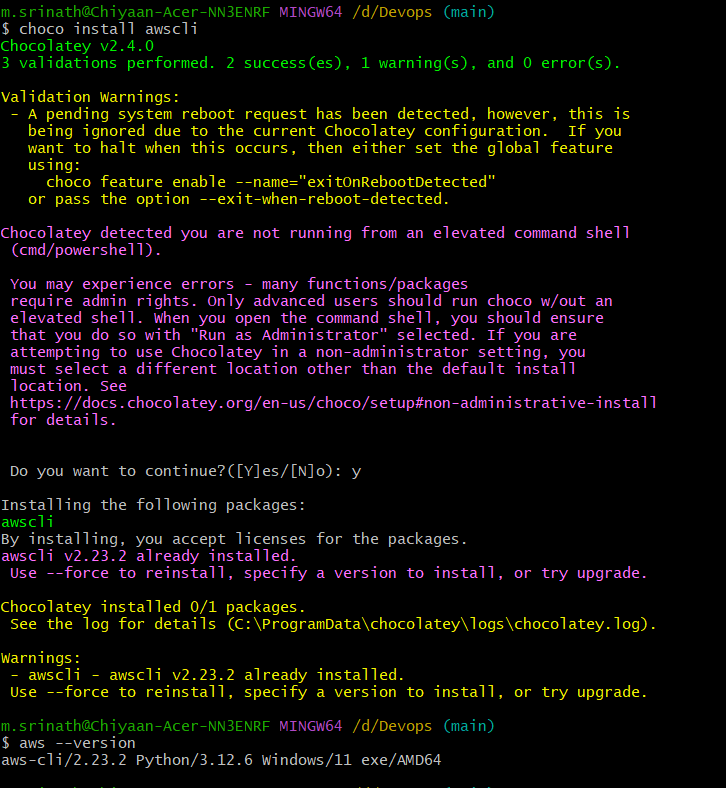 m.srinath@Chiyaan-Acer-NN3ENRF MINGW64 /d/Devops (main)
$ choco install awscli
Chocolatey v2.4.0
3 validations performed. 2 success(es), 1 warning(s), and 0 error(s).

Validation Warnings:
 - A pending system reboot request has been detected, however, this is
   being ignored due to the current Chocolatey configuration.  If you
   want to halt when this occurs, then either set the global feature
   using:
     choco feature enable --name="exitOnRebootDetected"
   or pass the option --exit-when-reboot-detected.

Chocolatey detected you are not running from an elevated command shell
 (cmd/powershell).

 You may experience errors - many functions/packages
 require admin rights. Only advanced users should run choco w/out an
 elevated shell. When you open the command shell, you should ensure
 that you do so with "Run as Administrator" selected. If you are
 attempting to use Chocolatey in a non-administrator setting, you
 must select a different location other than the default install
 location. See
 https://docs.chocolatey.org/en-us/choco/setup#non-administrative-install
 for details.


 Do you want to continue?([Y]es/[N]o): y

Installing the following packages:
awscli
By installing, you accept licenses for the packages.
awscli v2.23.2 already installed.
 Use --force to reinstall, specify a version to install, or try upgrade.

Chocolatey installed 0/1 packages.
 See the log for details (C:\ProgramData\chocolatey\logs\chocolatey.log).

Warnings:
 - awscli - awscli v2.23.2 already installed.
 Use --force to reinstall, specify a version to install, or try upgrade.

m.srinath@Chiyaan-Acer-NN3ENRF MINGW64 /d/Devops (main)
$ aws --version
aws-cli/2.23.2 Python/3.12.6 Windows/11 exe/AMD64